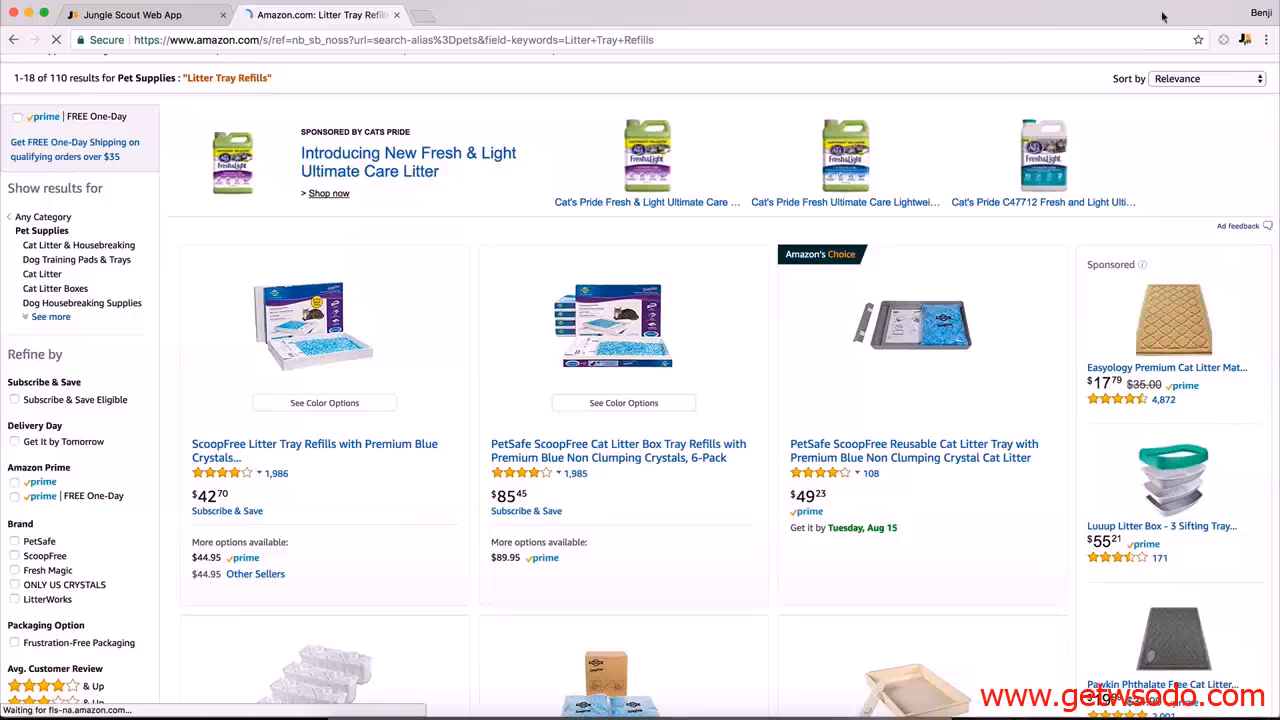 Jungle Scout Web App
Amazon.com: Litter Tray Refills
Benji
Secure
https://www.amazon.com/s/ref=nb_sb_noss?url=search-alias%3Dpets&field-keywords=Litter+Tray+Refills
1-18 of 110 results for Pet Supplies : "Litter Tray Refills"
Sort by Relevance
prime | FREE One-Day
Get FREE One-Day Shipping on
qualifying orders over $35
Show results for
Any Category
Pet Supplies
Cat Litter & Housebreaking
Dog Training Pads & Trays
Cat Litter
Cat Litter Boxes
Dog Housebreaking Supplies
See more
Refine by
Subscribe & Save
Subscribe & Save Eligible
Delivery Day
Get It by Tomorrow
Amazon Prime
prime
prime | FREE One-Day
Brand
PetSafe
ScoopFree
Fresh Magic
ONLY US CRYSTALS
LitterWorks
Packaging Option
Frustration-Free Packaging
Avg. Customer Review
& Up
& Up
Waiting for fls-na.amazon.com...
SPONSORED BY CATS PRIDE
Introducing New Fresh & Light
Ultimate Care Litter
> Shop now
Fresh&Light
Fresh&Light
Fresh&Light
Fresh&Light
Cat's Pride Fresh & Light Ultimate Care ...
Cat's Pride Fresh Ultimate Care Lightwei...
Cat's Pride C47712 Fresh and Light Ulti...
Ad feedback
See Color Options
ScoopFree Litter Tray Refills with Premium Blue
Crystals...
1,986
$42.70
Subscribe & Save
More options available:
$44.95 prime
$44.95 Other Sellers
See Color Options
PetSafe ScoopFree Cat Litter Box Tray Refills with
Premium Blue Non Clumping Crystals, 6-Pack
1,985
$85.45
Subscribe & Save
More options available:
$89.95 prime
Amazon's Choice
PetSafe ScoopFree Reusable Cat Litter Tray with
Premium Blue Non Clumping Crystal Cat Litter
108
$49.23
prime
Get it by Tuesday, Aug 15
Sponsored
Easyology Premium Cat Litter Mat...
$17.79 $35.00 prime
4,872
Luuup Litter Box - 3 Sifting Tray...
$55.21 prime
171
Pawkin Phthalate Free Cat Litter...
www.getwsodo.com